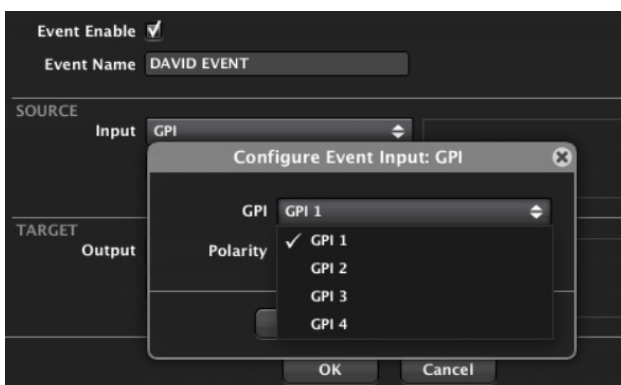 Event Enable
Event Name DAVID EVENT
SOURCE
Input GPI
Configure Event Input: GPI
GPI GPI 1
TARGET
Output
Polarity
✓ GPI 1
GPI 2
GPI 3
GPI 4
OK Cancel